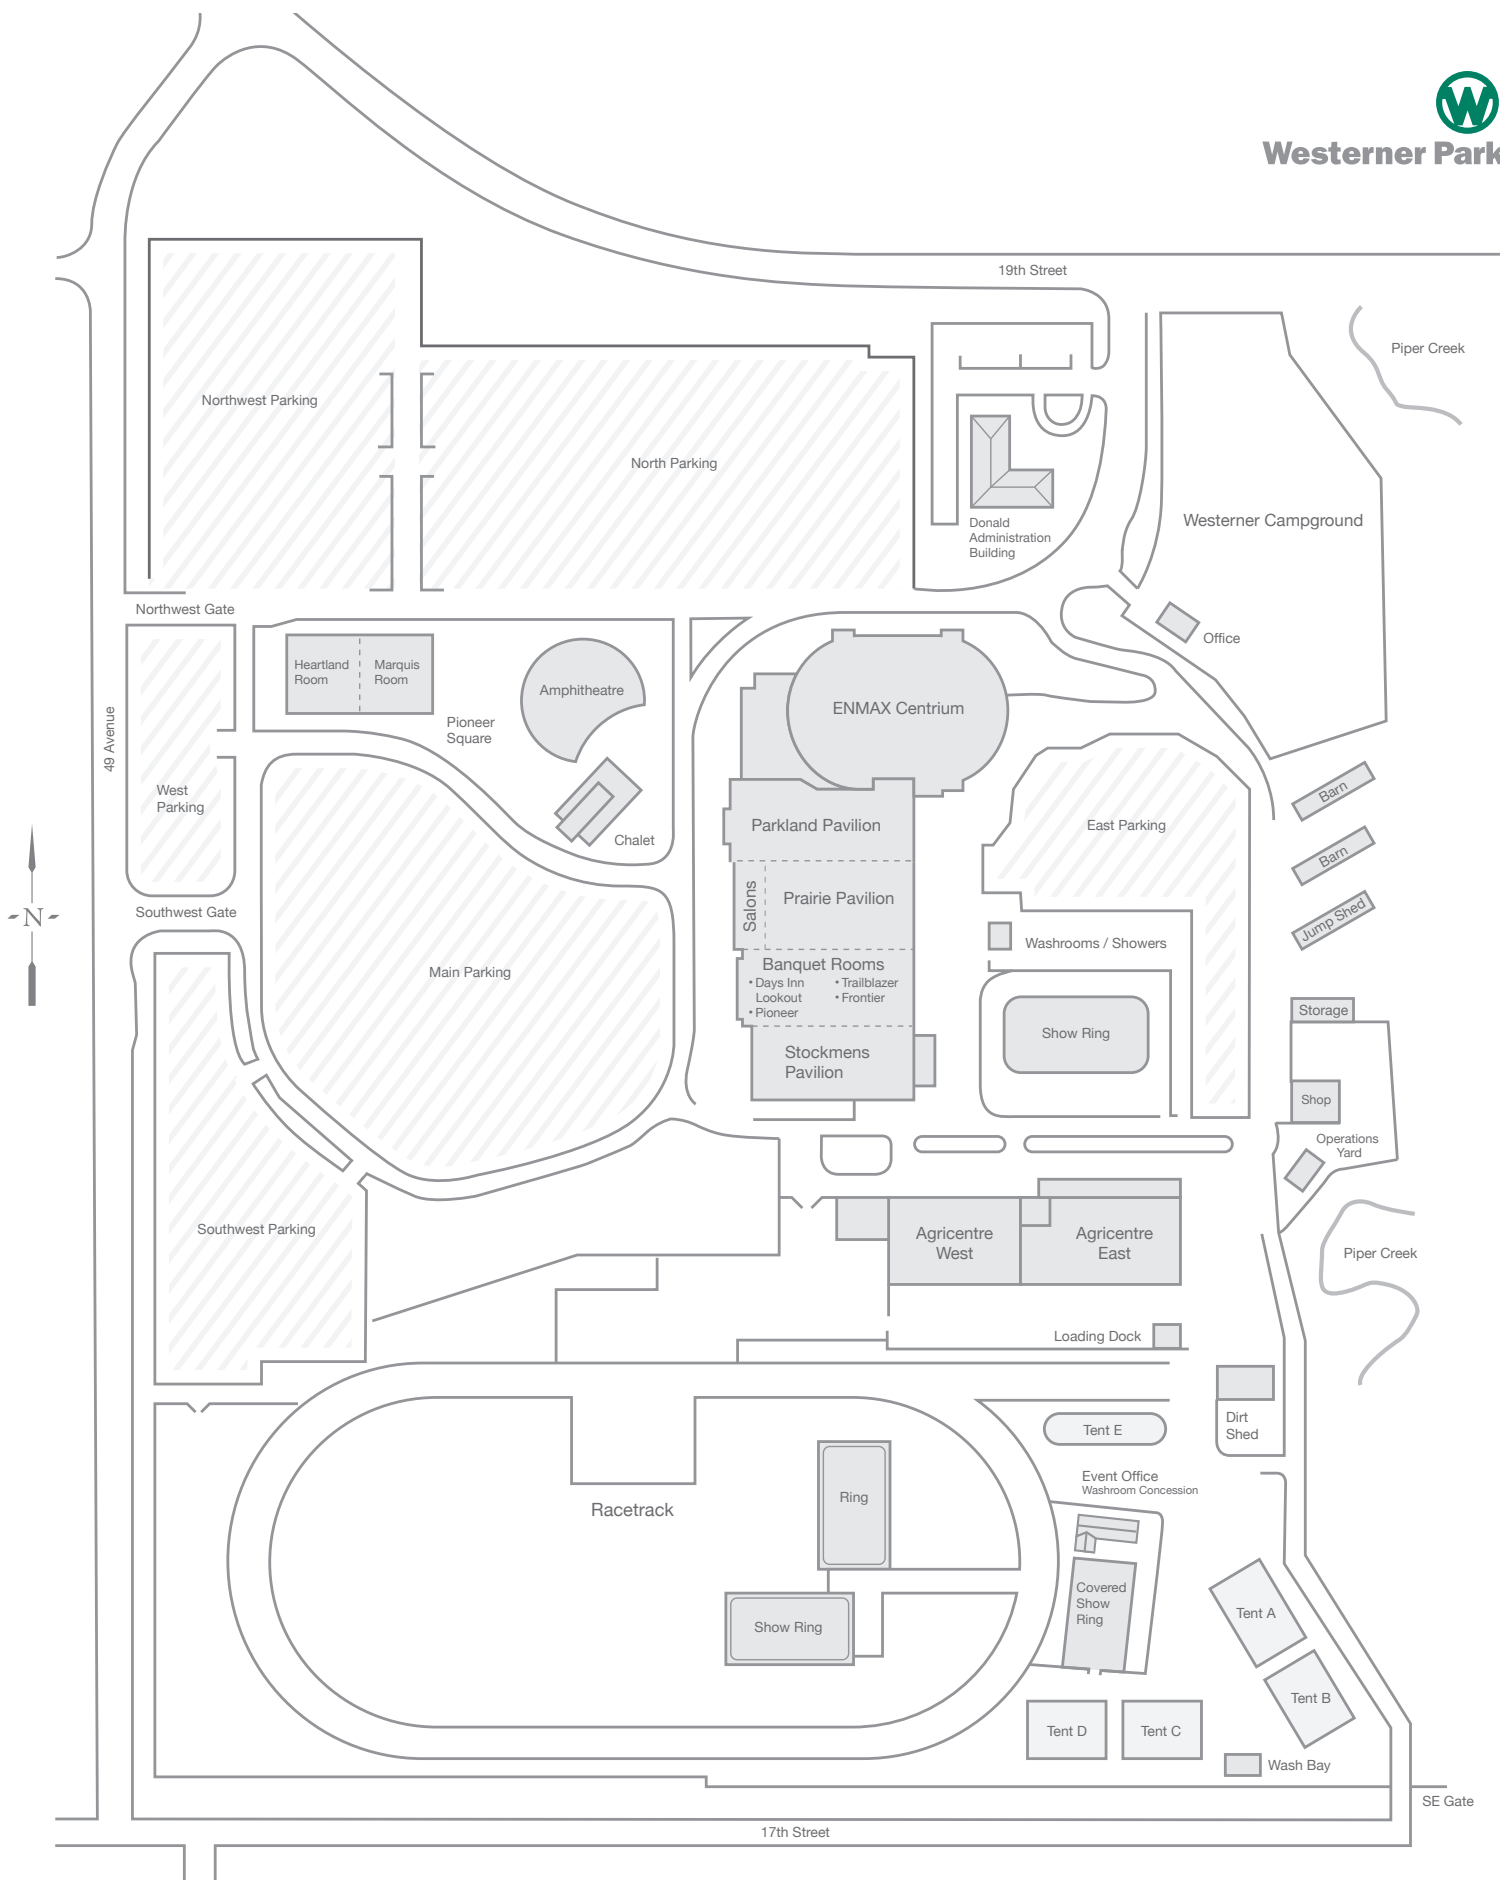 W
Westerner Park
19th Street
Piper Creek
Northwest Parking
North Parking
Westerner Campground
Donald
Administration
Building
Northwest Gate
Office
Heartland
Room
Marquis
Room
Amphitheatre
ENMAX Centrium
Pioneer
Square
49 Avenue
West
Parking
Chalet
Parkland Pavilion
East Parking
Barn
Barn
Jump Shed
Salons
Prairie Pavilion
N
Southwest Gate
Washrooms / Showers
Main Parking
Banquet Rooms
• Days Inn
Lookout
• Pioneer
• Trailblazer
• Frontier
Storage
Show Ring
Stockmens
Pavilion
Shop
Operations
Yard
Southwest Parking
Agricentre
West
Agricentre
East
Piper Creek
Loading Dock
Dirt
Shed
Tent E
Event Office
Washroom Concession
Ring
Racetrack
Covered
Show
Ring
Tent A
Show Ring
Tent B
Tent D
Tent C
Wash Bay
SE Gate
17th Street